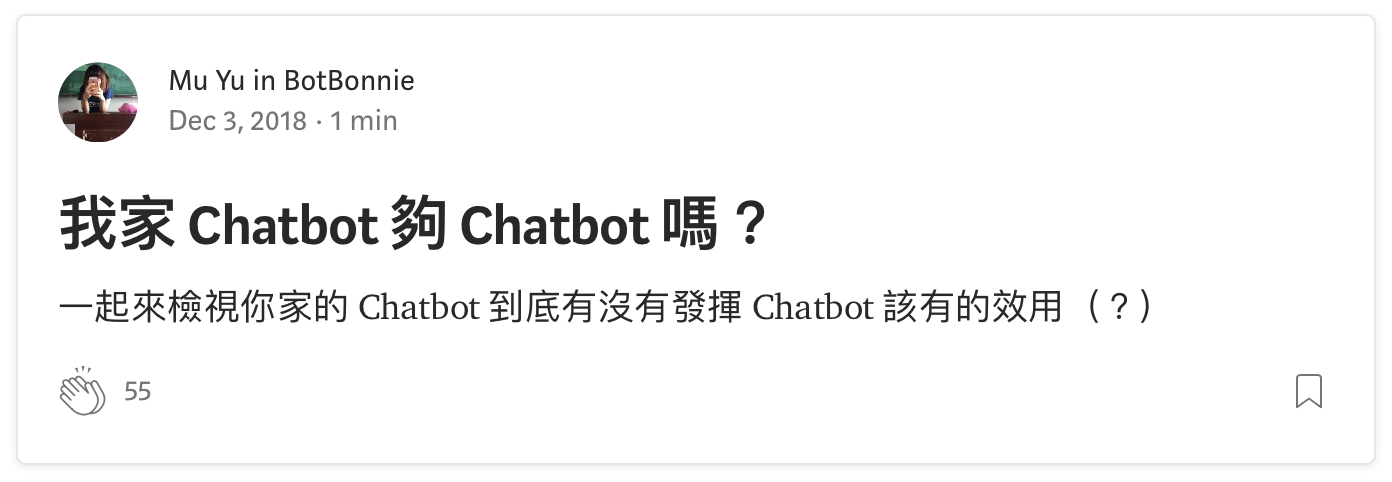 Mu Yu in BotBonnie
Dec 3, 2018 · 1 min
我家 Chatbot 夠 Chatbot 嗎？
一起來檢視你家的 Chatbot 到底有沒有發揮 Chatbot 該有的效用（？）
55